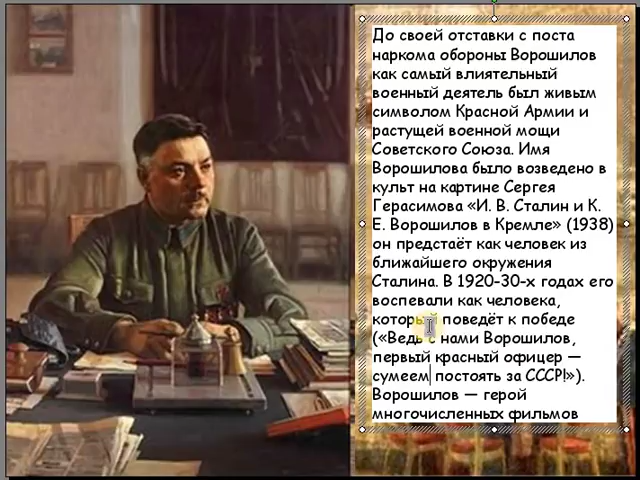 До своей отставки с поста
наркома обороны Ворошилов
как самый влиятельный
военный деятель был живым
символом Красной Армии и
растущей военной мощи
Советского Союза. Имя
Ворошилова было возведено в
культ на картине Сергея
Герасимова «И. В. Сталин и К.
Е. Ворошилов в Кремле» (1938)
он предстаёт как человек из
ближайшего окружения
Сталина. В 1920-30-х годах его
воспевали как человека,
который поведёт к победе
(«Ведь с нами Ворошилов,
первый красный офицер —
сумеем постоять за СССР!»).
Ворошилов — герой
многочисленных фильмов